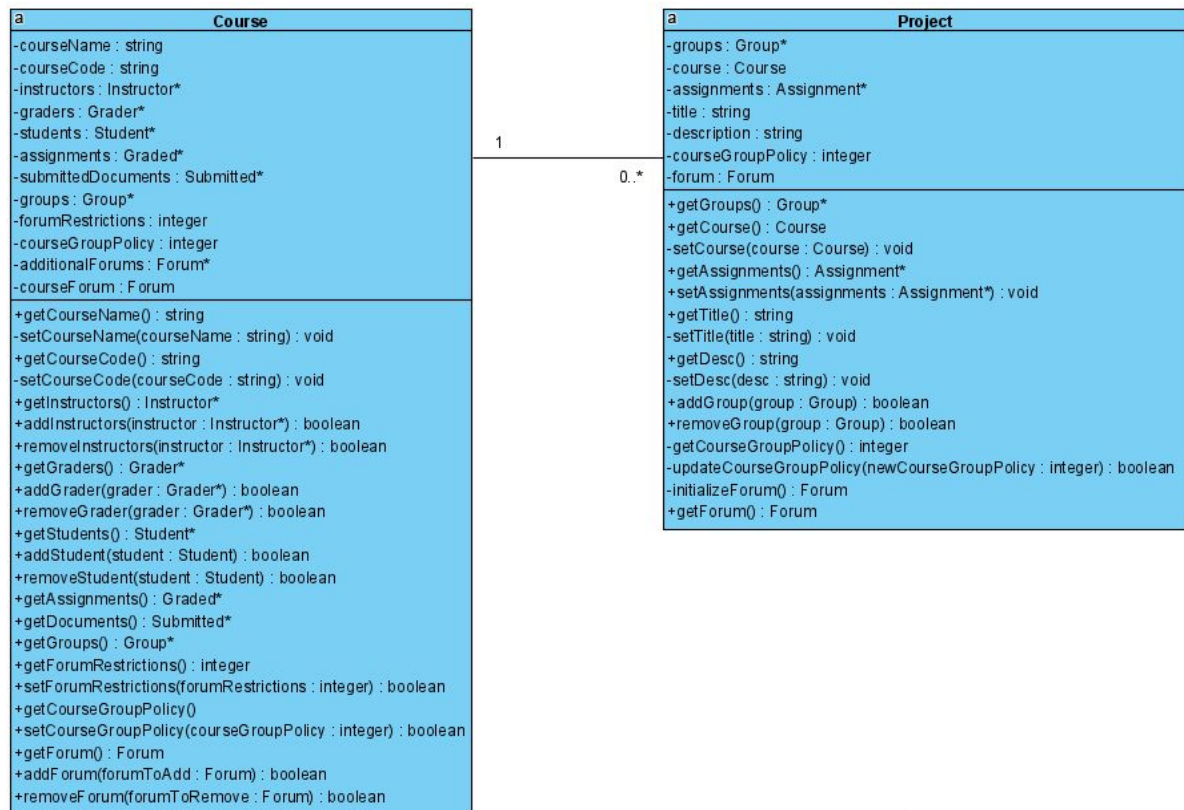 a
Course
-courseName : string
-courseCode : string
-instructors : Instructor*
-graders : Grader*
-students : Student*
-assignments : Graded*
-submittedDocuments : Submitted*
-groups : Group*
-forumRestrictions : integer
-courseGroupPolicy : integer
-additionalForums : Forum*
-courseForum : Forum
+getCourseName() : string
-setCourseName(courseName : string) : void
+getCourseCode() : string
-setCourseCode(courseCode : string) : void
+getInstructors() : Instructor*
+addInstructors(instructor : Instructor*) : boolean
+removeInstructors(instructor : Instructor*) : boolean
+getGraders() : Grader*
+addGrader(grader : Grader*) : boolean
+removeGrader(grader : Grader*) : boolean
+getStudents() : Student*
+addStudent(student : Student) : boolean
+removeStudent(student : Student) : boolean
+getAssignments() : Graded*
+getDocuments() : Submitted*
+getGroups() : Group*
+getForumRestrictions() : integer
+setForumRestrictions(forumRestrictions : integer) : boolean
+getCourseGroupPolicy()
+setCourseGroupPolicy(courseGroupPolicy : integer) : boolean
+getForum() : Forum
+addForum(forumToAdd : Forum) : boolean
+removeForum(forumToRemove : Forum) : boolean
1
0..*
a
Project
-groups : Group*
-course : Course
-assignments : Assignment*
-title : string
-description : string
-courseGroupPolicy : integer
-forum : Forum
+getGroups() : Group*
+getCourse() : Course
-setCourse(course : Course) : void
+getAssignments() : Assignment*
+setAssignments(assignments : Assignment*) : void
+getTitle() : string
-setTitle(title : string) : void
+getDesc() : string
-setDesc(desc : string) : void
+addGroup(group : Group) : boolean
+removeGroup(group : Group) : boolean
-getCourseGroupPolicy() : integer
-updateCourseGroupPolicy(newCourseGroupPolicy : integer) : boolean
-initializeForum() : Forum
+getForum() : Forum